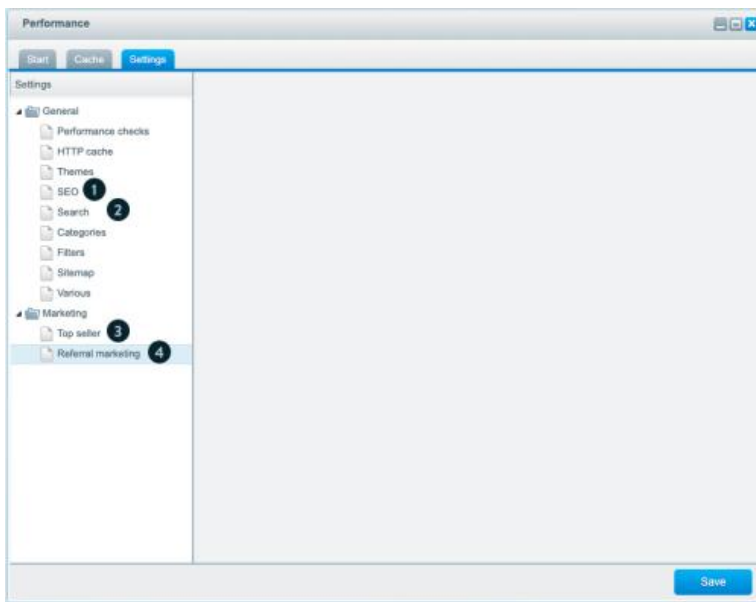 Performance
Start Cache Settings
Settings
General
Performance checks
HTTP cache
Themes
SEO 1
Search 2
Categories
Filters
Sitemap
Various
Marketing
Top seller 3
Referral marketing 4
Save